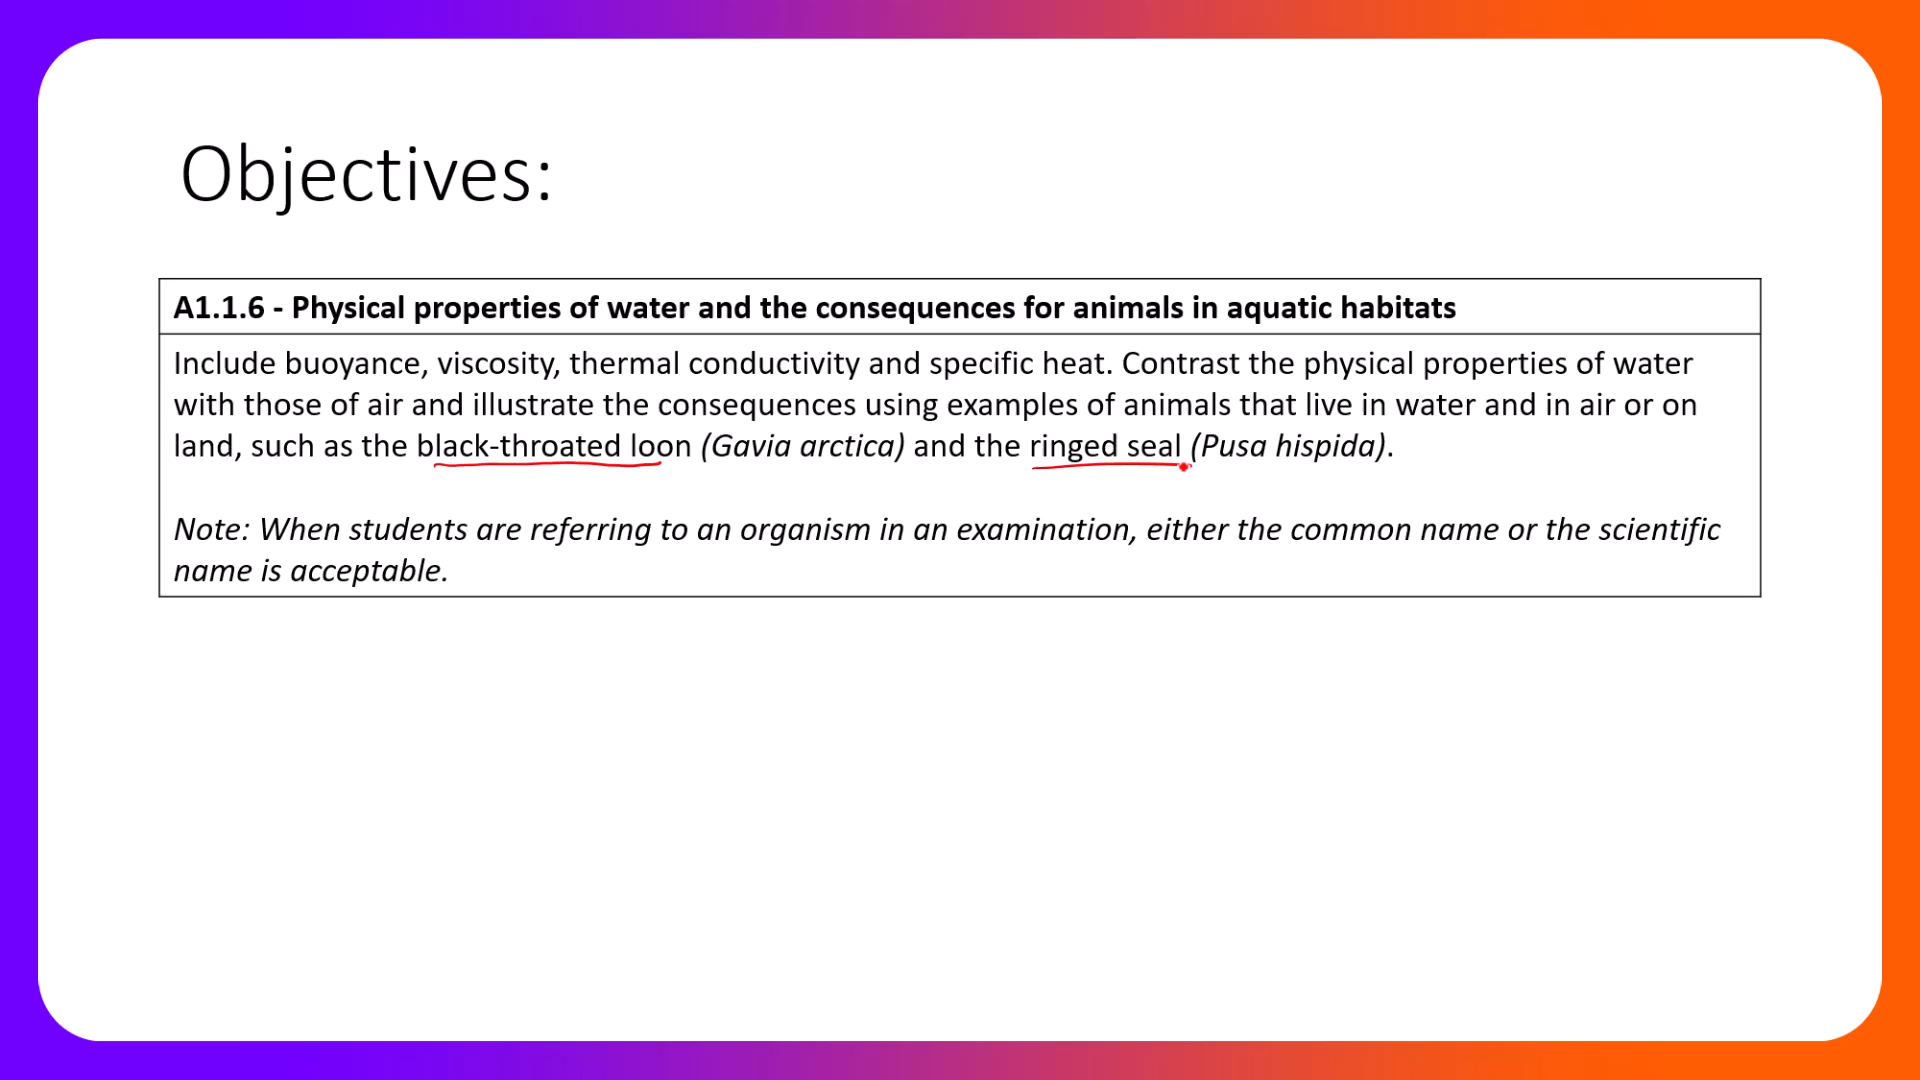 Objectives:
A1.1.6 - Physical properties of water and the consequences for animals in aquatic habitats
Include buoyance, viscosity, thermal conductivity and specific heat. Contrast the physical properties of water
with those of air and illustrate the consequences using examples of animals that live in water and in air or on
land, such as the black-throated loon (Gavia arctica) and the ringed seal (Pusa hispida).
Note: When students are referring to an organism in an examination, either the common name or the scientific
name is acceptable.